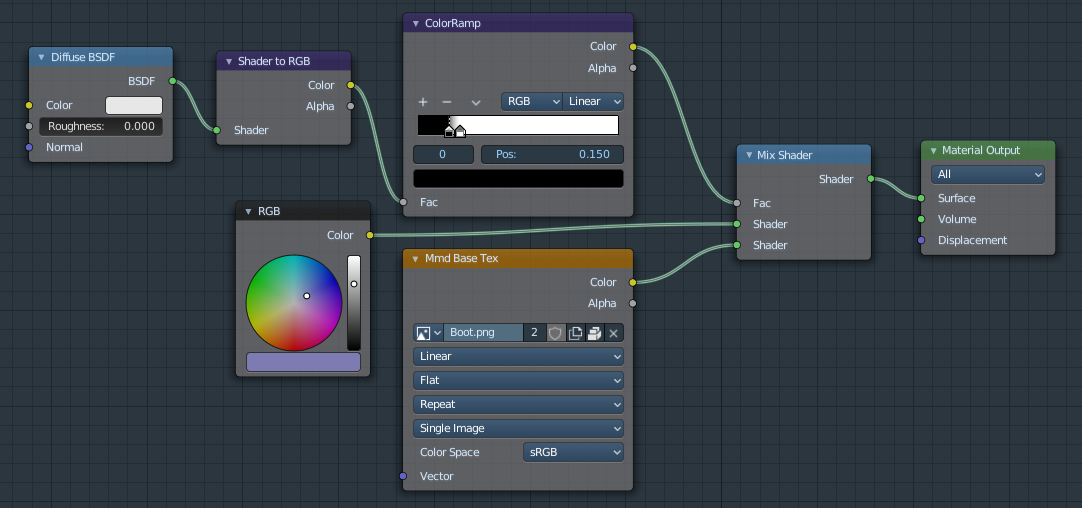 Diffuse BSDF
BSDF
Color
Roughness: 0.000
Normal
Shader to RGB
Color
Alpha
Shader
ColorRamp
Color
Alpha
RGB Linear
0 Pos: 0.150
Fac
RGB
Color
Mmd Base Tex
Color
Alpha
Boot.png 2
Linear
Flat
Repeat
Single Image
Color Space sRGB
Vector
Mix Shader
Shader
Fac
Shader
Shader
Material Output
All
Surface
Volume
Displacement